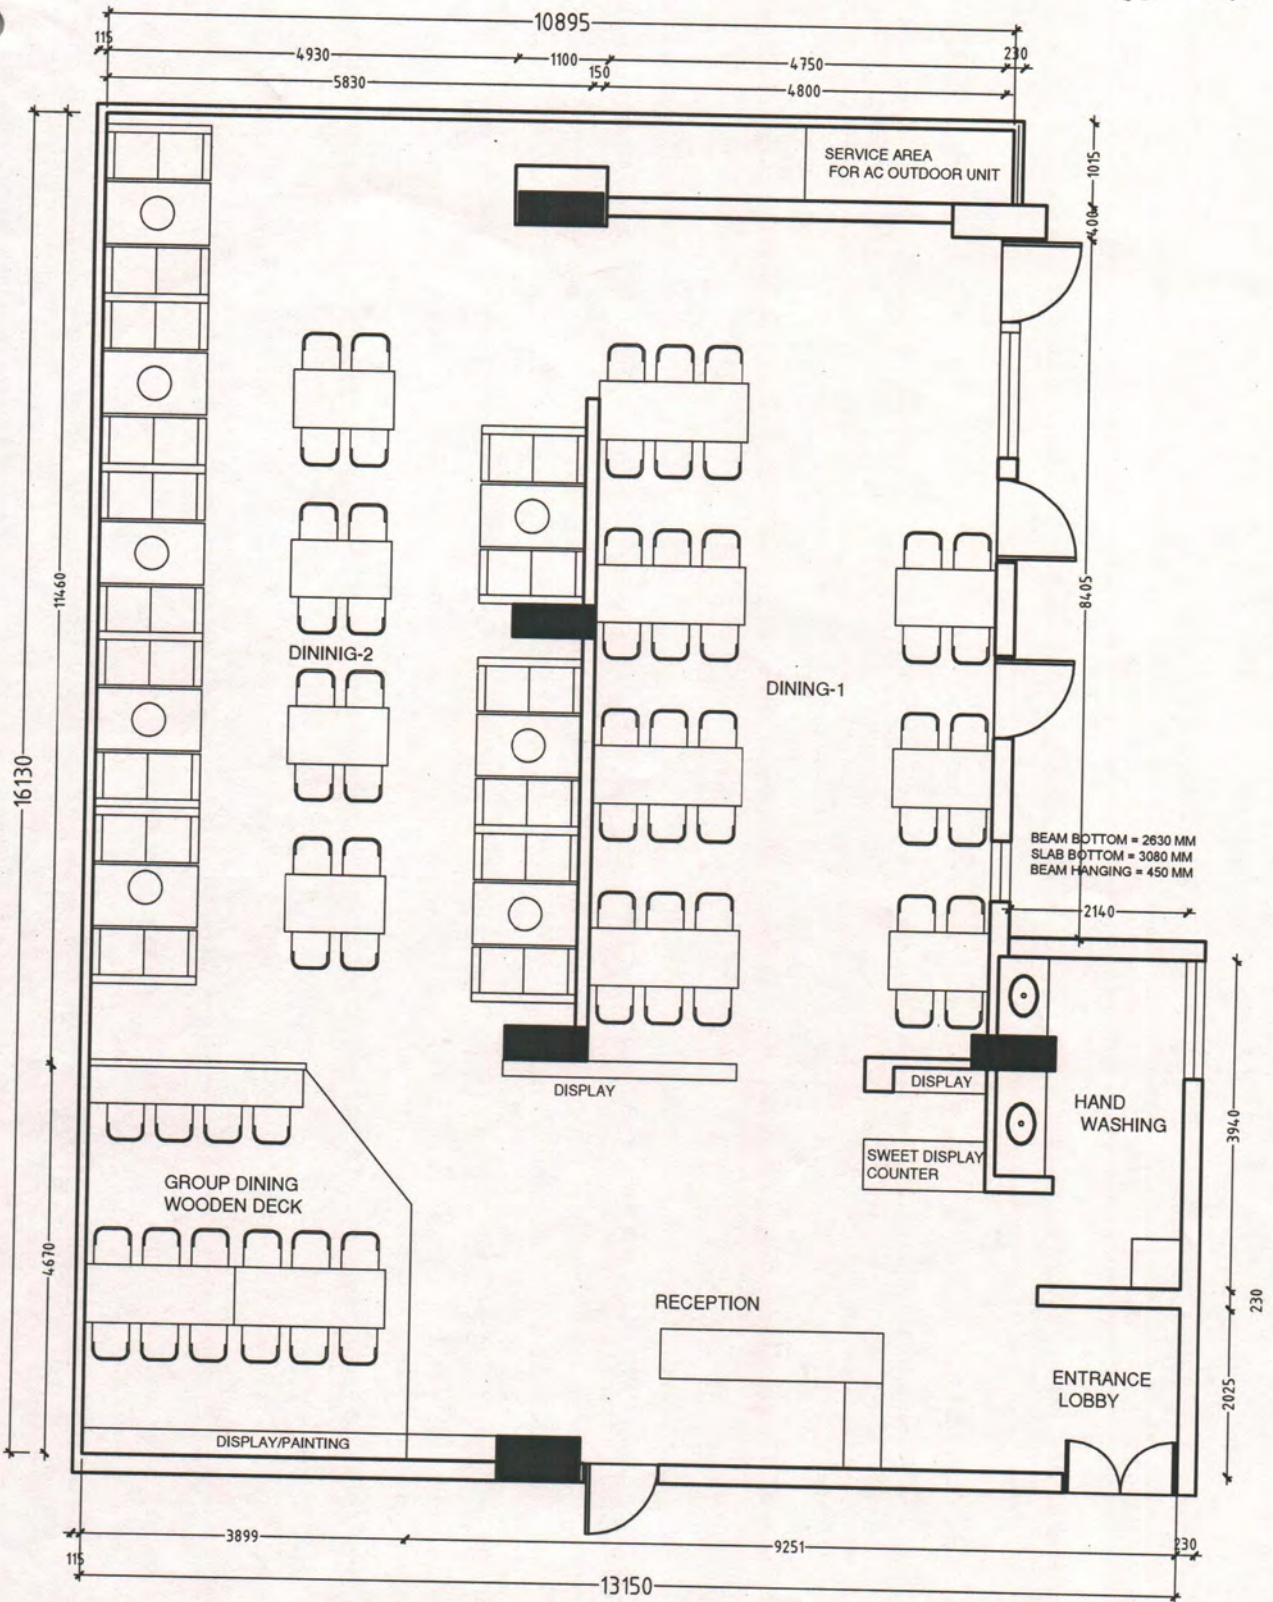 10895
115
4930
1100
4750
230
5830
150
4800
SERVICE AREA
FOR AC OUTDOOR UNIT
1015
400
11460
16130
8405
DININIG-2
DINING-1
BEAM BOTTOM = 2630 MM
SLAB BOTTOM = 3080 MM
BEAM HANGING = 450 MM
2140
DISPLAY
DISPLAY
HAND
WASHING
3940
SWEET DISPLAY
COUNTER
GROUP DINING
WOODEN DECK
4670
RECEPTION
230
ENTRANCE
LOBBY
2025
DISPLAY/PAINTING
3899
9251
230
115
13150